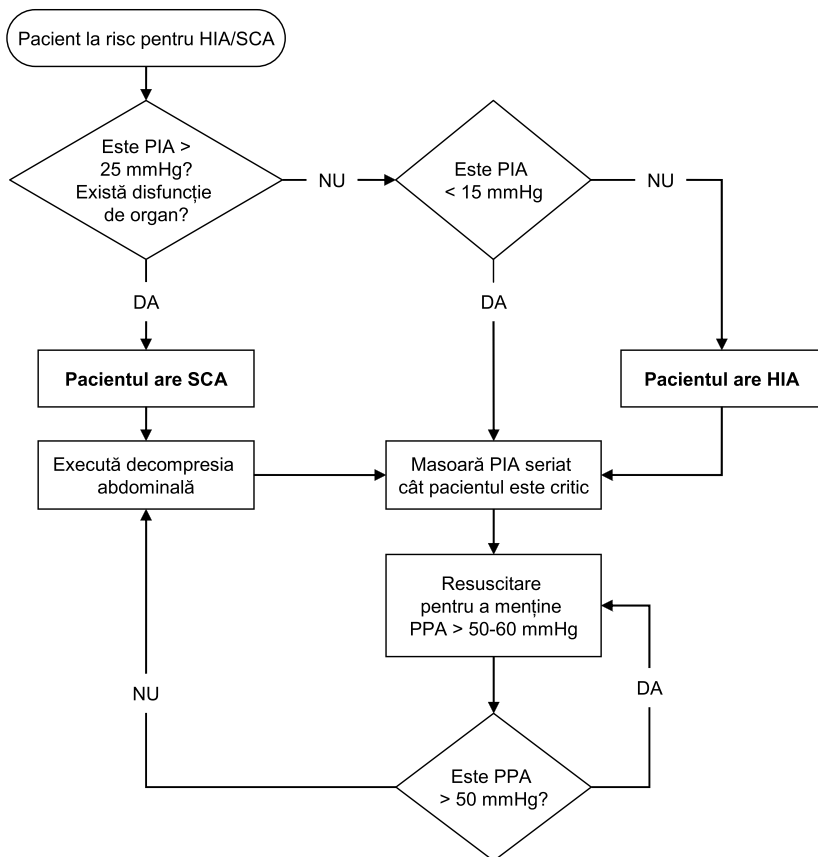 Pacient la risc pentru HIA/SCA
Este PIA >
25 mmHg?
Există disfuncție
de organ?
NU
Este PIA
< 15 mmHg
NU
DA
DA
Pacientul are SCA
Pacientul are HIA
Execută decompresia
abdominală
Masoară PIA seriat
cât pacientul este critic
Resuscitare
pentru a menține
PPA > 50-60 mmHg
NU
DA
Este PPA
> 50 mmHg?